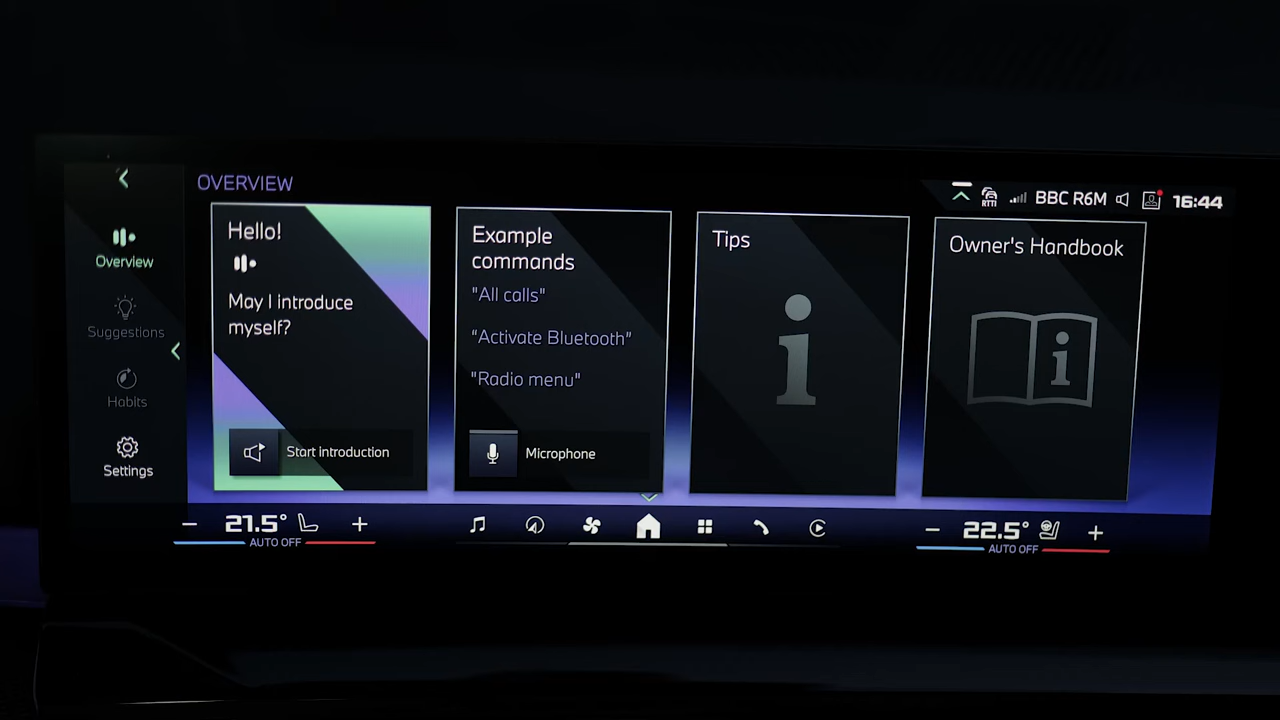 OVERVIEW
RTTI
BBC R6M
16:44
Overview
Suggestions
Habits
Settings
Hello!
May I introduce
myself?
Start introduction
Example
commands
"All calls"
"Activate Bluetooth"
"Radio menu"
Microphone
Tips
Owner's Handbook
21.5°
AUTO OFF
22.5°
AUTO OFF